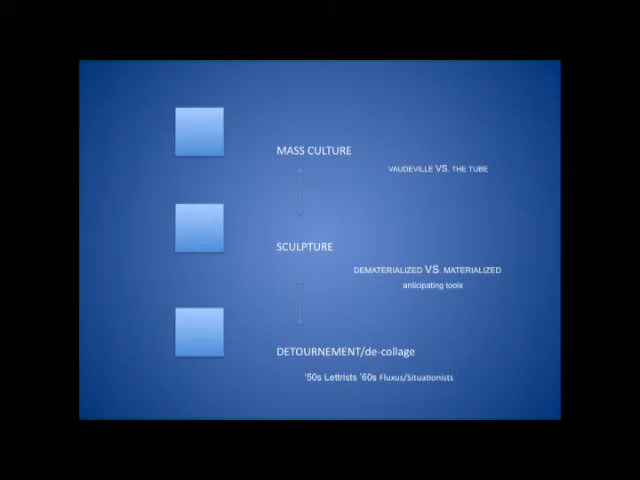 MASS CULTURE
VAUDEVILLE VS. THE TUBE
SCULPTURE
DEMATERIALIZED VS. MATERIALIZED
anticipating tools
DETOURNEMENT/de-collage
'50s Lettrists '60s Fluxus/Situationists